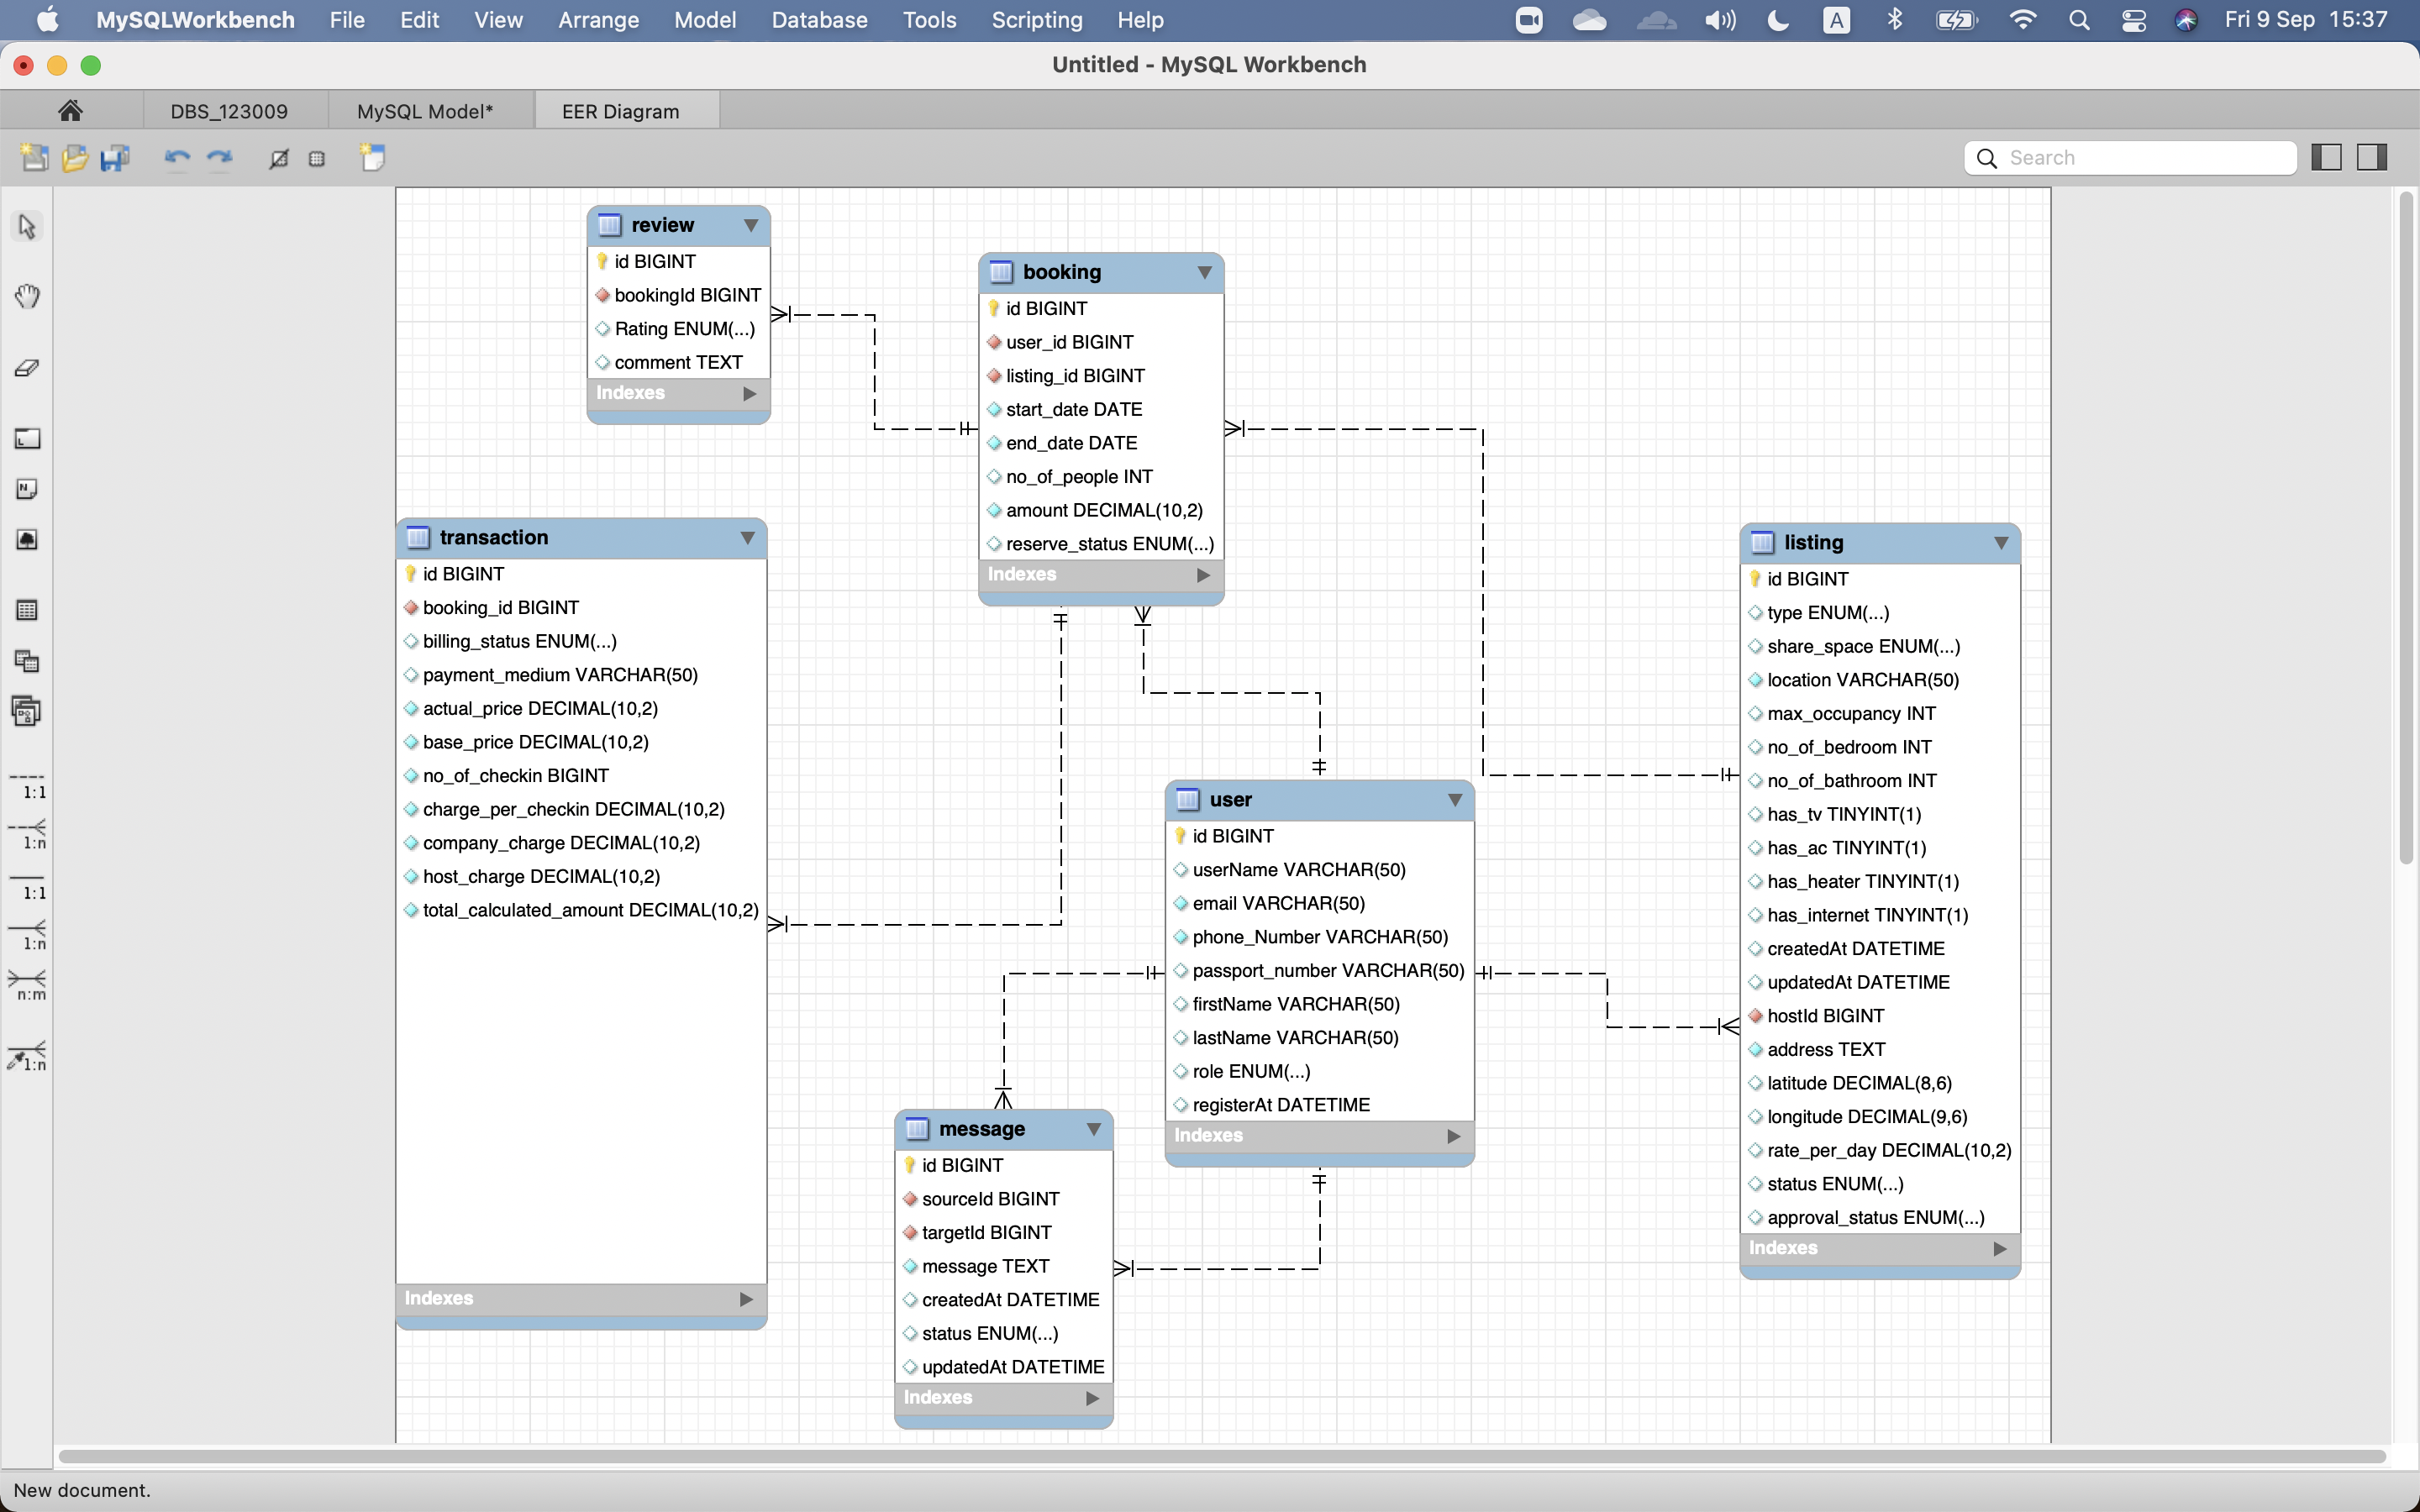 MySQLWorkbench File Edit View Arrange Model Database Tools Scripting Help A Fri 9 Sep 15:37
Untitled - MySQL Workbench
DBS_123009 MySQL Model* EER Diagram
Search
review
id BIGINT
bookingId BIGINT
Rating ENUM(...)
comment TEXT
Indexes
booking
id BIGINT
user_id BIGINT
listing_id BIGINT
start_date DATE
end_date DATE
no_of_people INT
amount DECIMAL(10,2)
reserve_status ENUM(...)
Indexes
transaction
id BIGINT
booking_id BIGINT
billing_status ENUM(...)
payment_medium VARCHAR(50)
actual_price DECIMAL(10,2)
base_price DECIMAL(10,2)
no_of_checkin BIGINT
charge_per_checkin DECIMAL(10,2)
company_charge DECIMAL(10,2)
host_charge DECIMAL(10,2)
total_calculated_amount DECIMAL(10,2)
Indexes
listing
id BIGINT
type ENUM(...)
share_space ENUM(...)
location VARCHAR(50)
max_occupancy INT
no_of_bedroom INT
no_of_bathroom INT
has_tv TINYINT(1)
has_ac TINYINT(1)
has_heater TINYINT(1)
has_internet TINYINT(1)
createdAt DATETIME
updatedAt DATETIME
hostId BIGINT
address TEXT
latitude DECIMAL(8,6)
longitude DECIMAL(9,6)
rate_per_day DECIMAL(10,2)
status ENUM(...)
approval_status ENUM(...)
Indexes
user
id BIGINT
userName VARCHAR(50)
email VARCHAR(50)
phone_Number VARCHAR(50)
passport_number VARCHAR(50)
firstName VARCHAR(50)
lastName VARCHAR(50)
role ENUM(...)
registerAt DATETIME
Indexes
message
id BIGINT
sourceId BIGINT
targetId BIGINT
message TEXT
createdAt DATETIME
status ENUM(...)
updatedAt DATETIME
Indexes
N
1:1
1:n
1:1
1:n
n:m
1:n
New document.